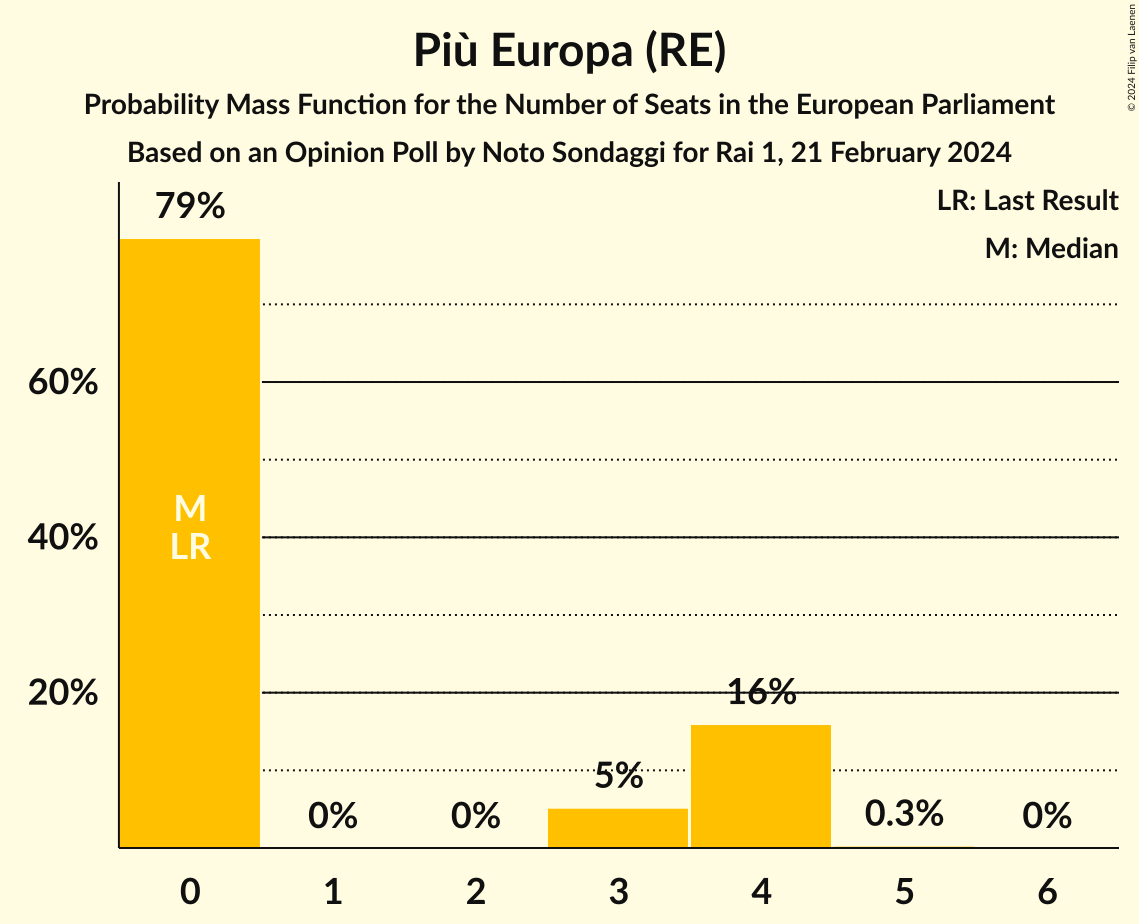 Più Europa (RE)
Probability Mass Function for the Number of Seats in the European Parliament
Based on an Opinion Poll by Noto Sondaggi for Rai 1, 21 February 2024
© 2024 Filip van Laenen
LR: Last Result
M: Median
79%
60%
40%
20%
M
LR
0%
0%
5%
16%
0.3%
0%
0 1 2 3 4 5 6